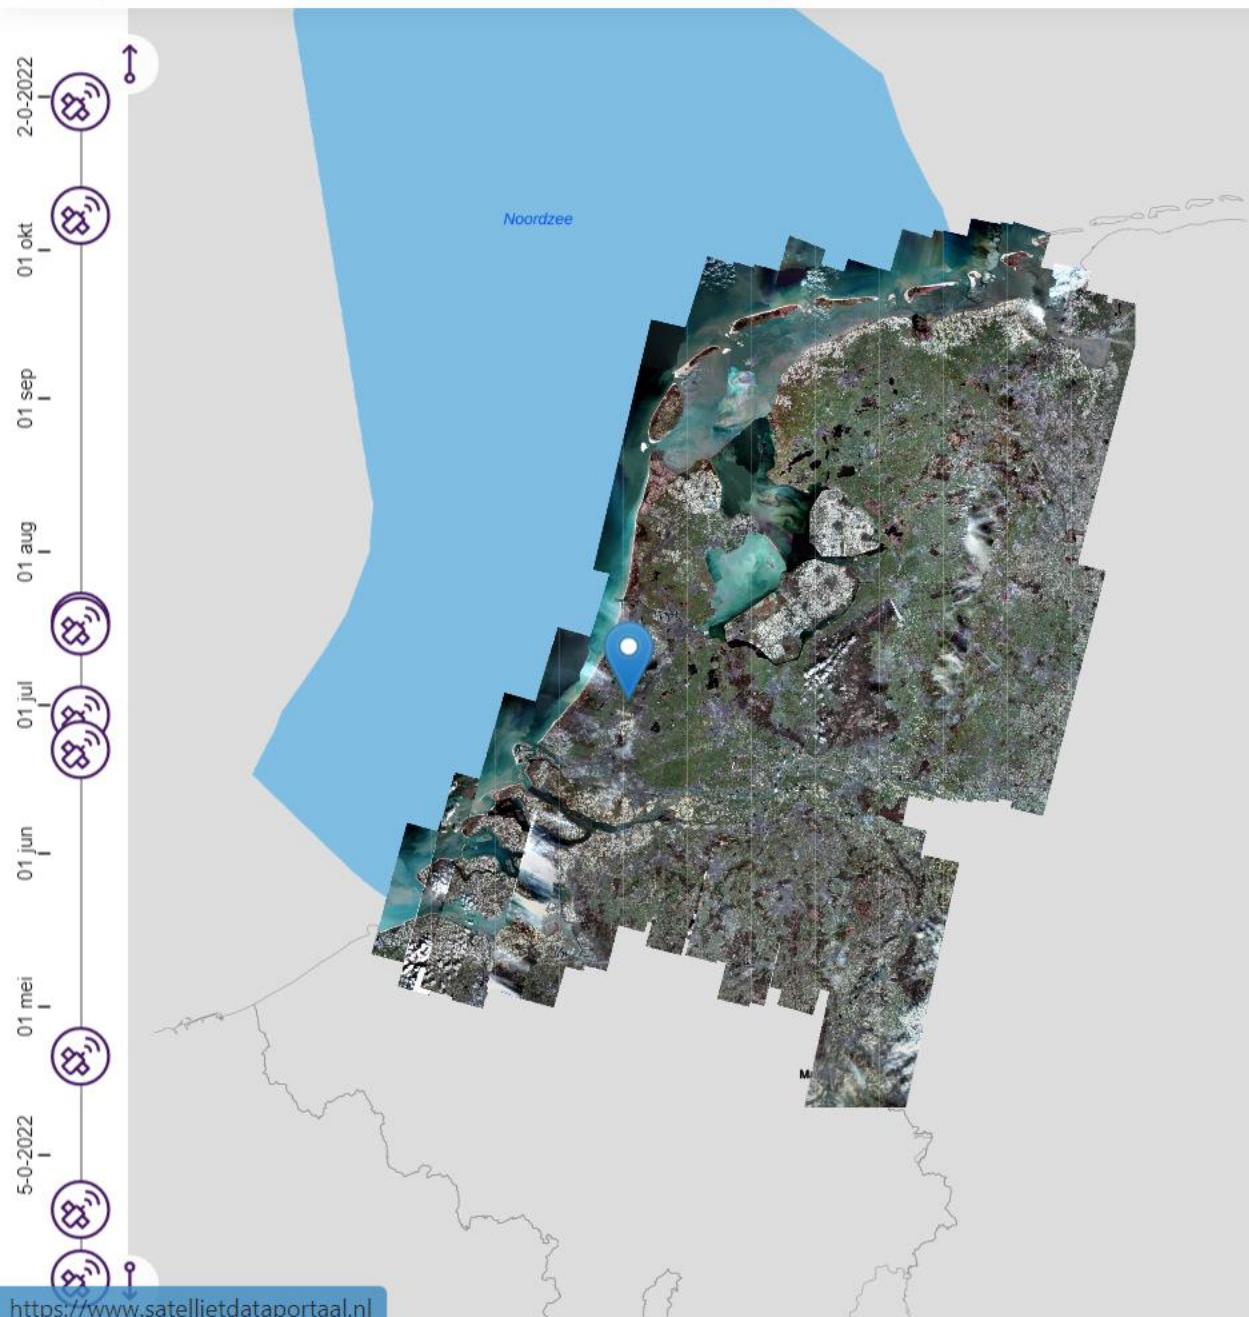 2-0-2022
01 okt
01 sep
01 aug
01 jul
01 jun
01 mei
5-0-2022
Noordzee
https://www.satellietdataportaal.nl